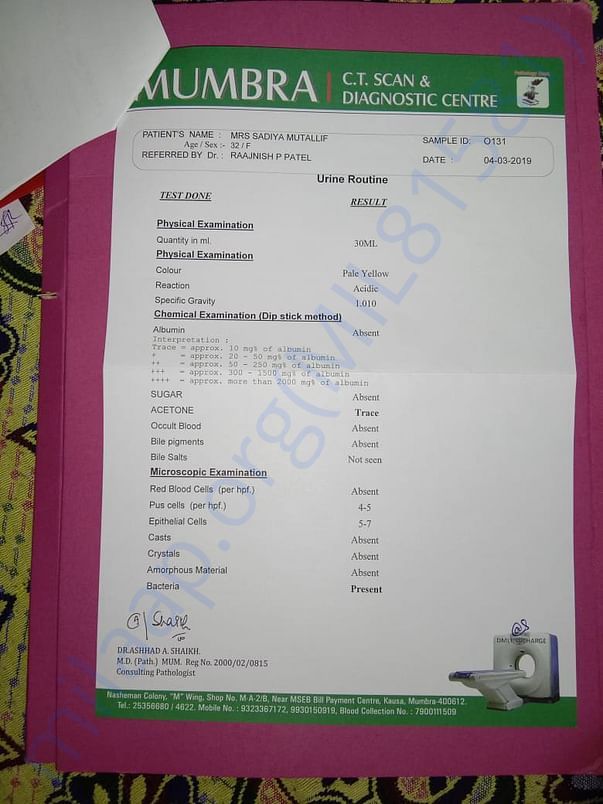 MUMBRA
C.T. SCAN &
DIAGNOSTIC CENTRE
Pathology Dept.
PATIENT'S NAME : MRS SADIYA MUTALLIF
Age / Sex :- 32 / F
REFERRED BY Dr. : RAAJNISH P PATEL
SAMPLE ID: O131
DATE : 04-03-2019
Urine Routine
TEST DONE RESULT
Physical Examination
Quantity in ml. 30ML
Physical Examination
Colour Pale Yellow
Reaction Acidic
Specific Gravity 1.010
Chemical Examination (Dip stick method)
Albumin Absent
Interpretation :
Trace = approx. 10 mg% of albumin
+ = approx. 20 - 50 mg% of albumin
++ = approx. 50 - 250 mg% of albumin
+++ = approx. 300 - 1500 mg% of albumin
++++ = approx. more than 2000 mg% of albumin
SUGAR Absent
ACETONE Trace
Occult Blood Absent
Bile pigments Absent
Bile Salts Not seen
Microscopic Examination
Red Blood Cells (per hpf.) Absent
Pus cells (per hpf.) 4-5
Epithelial Cells 5-7
Casts Absent
Crystals Absent
Amorphous Material Absent
Bacteria Present
Shaikh
DR.ASHHAD A. SHAIKH.
M.D. (Path.) MUM. Reg No. 2000/02/0815
Consulting Pathologist
Nasheman Colony, "M" Wing, Shop No. M-A-2/B, Near MSEB Bill Payment Centre, Kausa, Mumbra-400612.
Tel.: 25356680 / 4622. Mobile No. : 9323367172, 9930150919, Blood Collection No. : 7900111509